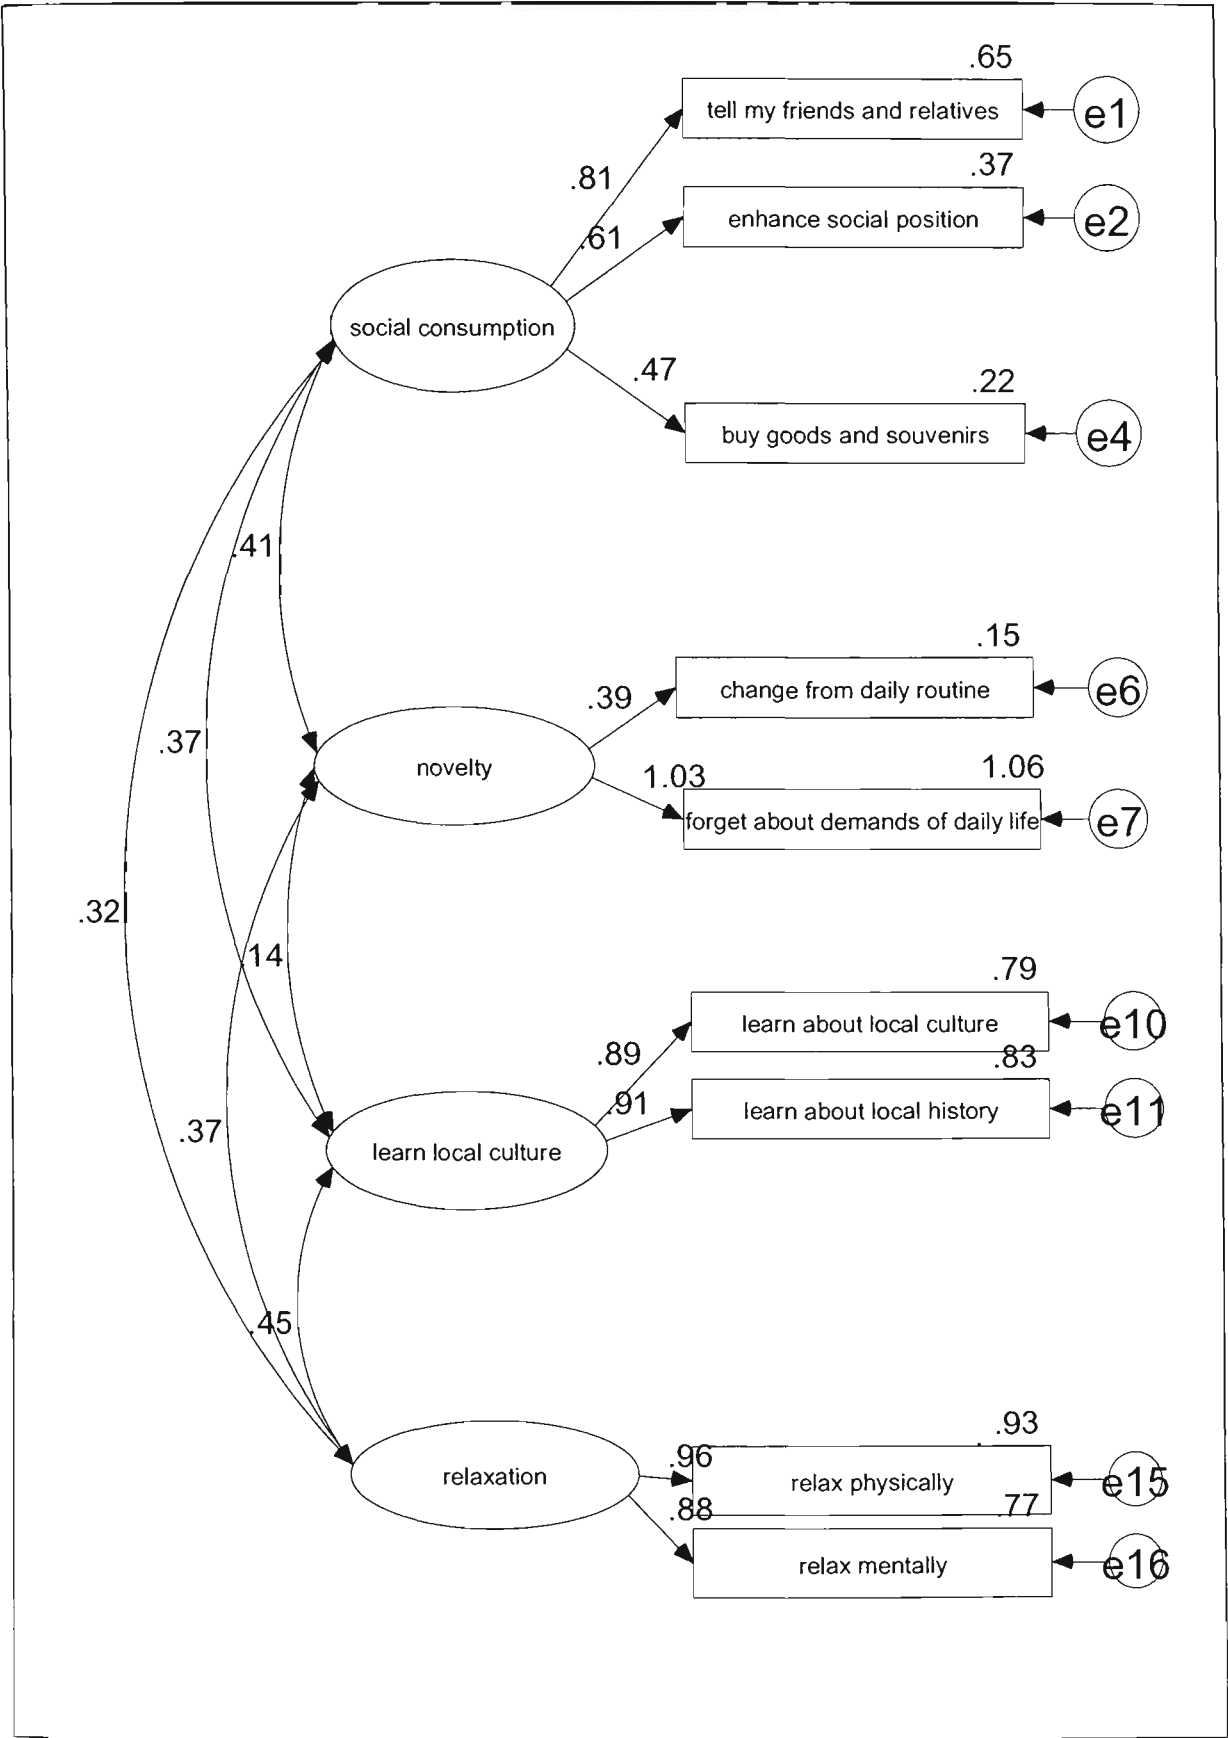 .65
tell my friends and relatives
e1
.81
.37
enhance social position
e2
.61
social consumption
.47
.22
buy goods and souvenirs
e4
.41
.15
change from daily routine
e6
.39
.37
novelty
1.03
1.06
forget about demands of daily life
e7
.32
.14
.79
learn about local culture
e10
.89
.83
.91
learn about local history
e11
.37
learn local culture
.45
.93
.96
relax physically
e15
relaxation
.88
.77
relax mentally
e16